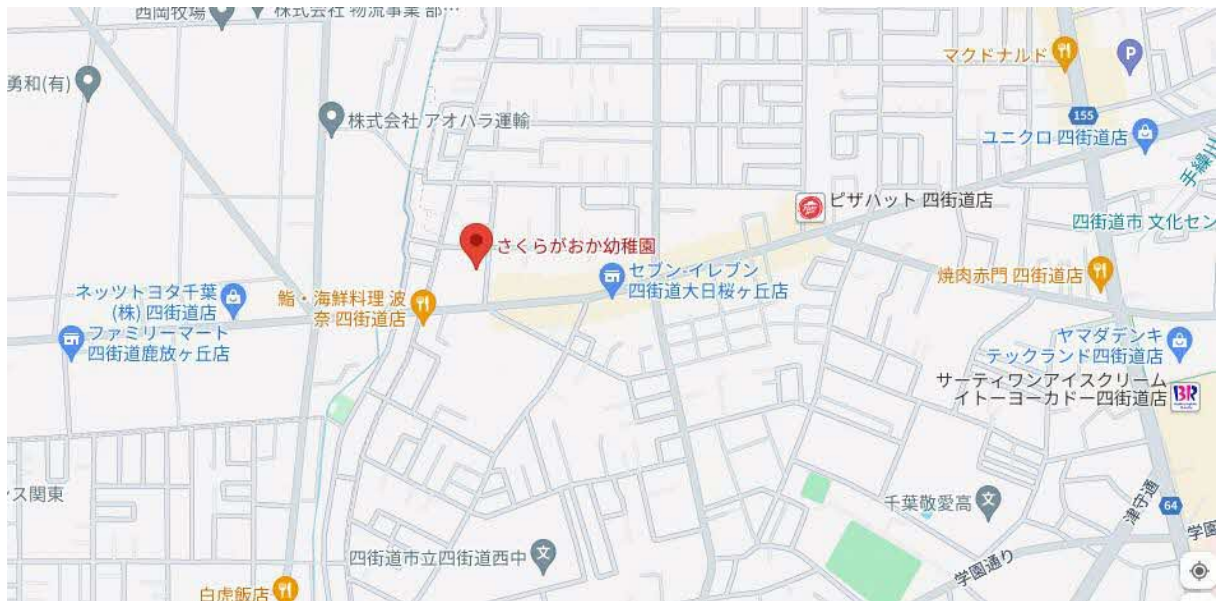 西岡牧場
株式会社 物流事業 部…
マクドナルド
P
勇和(有)
株式会社 アオハラ運輸
155
ユニクロ 四街道店
手繰川
ピザハット 四街道店
四街道市 文化セン
さくらがおか幼稚園
セブン-イレブン
四街道大日桜ヶ丘店
焼肉赤門 四街道店
ネッツトヨタ千葉
(株) 四街道店
鮨・海鮮料理 波
奈 四街道店
ファミリーマート
四街道鹿放ヶ丘店
ヤマダデンキ
テックランド四街道店
サーティワンアイスクリーム
イトーヨーカドー四街道店
BR
ンス関東
千葉敬愛高
文
津守通
64
学園
四街道市立四街道西中
文
学園通り
白虎飯店